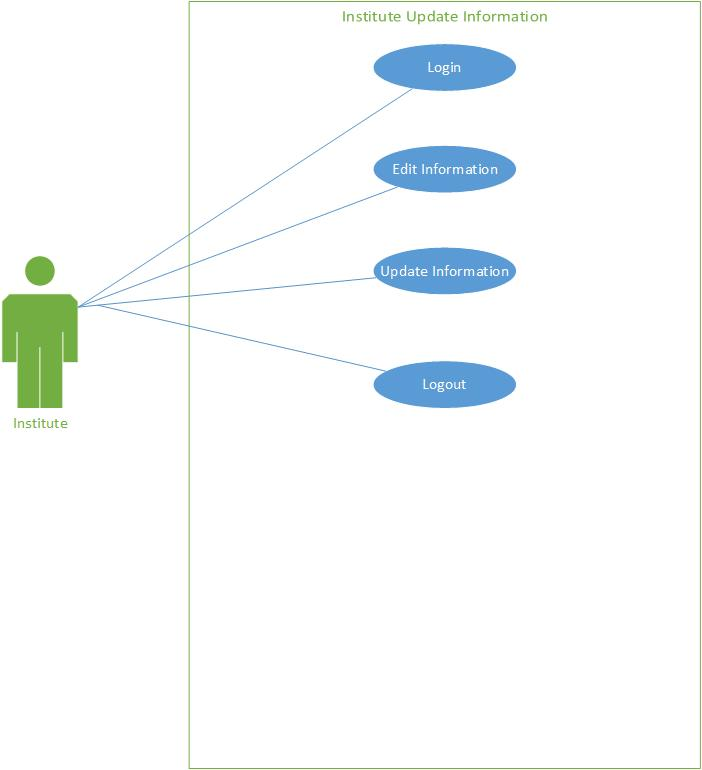 Institute Update Information
Login
Edit Information
Update Information
Logout
Institute